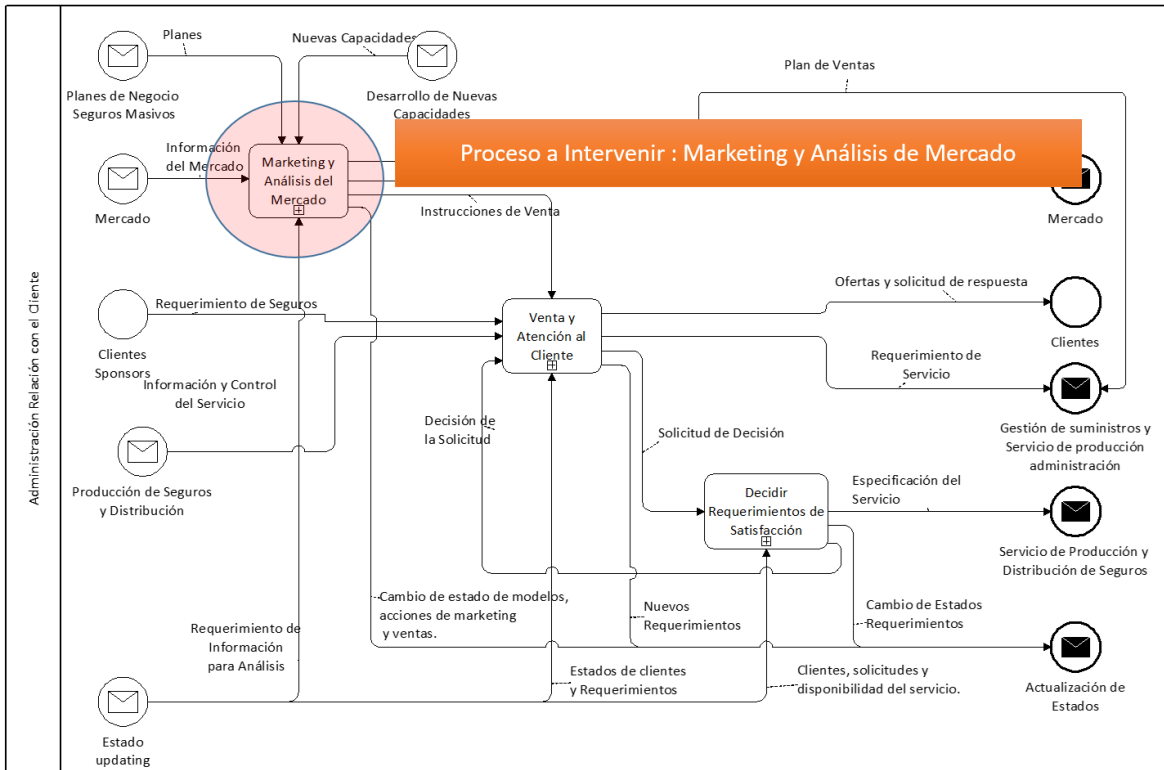 Administración Relación con el Cliente
Planes
Nuevas Capacidades
Plan de Ventas
Planes de Negocio
Seguros Masivos
Desarrollo de Nuevas
Capacidades
Proceso a Intervenir : Marketing y Análisis de Mercado
Información
del Mercado
Marketing y
Análisis del
Mercado
Mercado
Instrucciones de Venta
Mercado
Requerimiento de Seguros
Ofertas y solicitud de respuesta
Venta y
Atención al
Cliente
Clientes
Sponsors
Clientes
Información y Control
del Servicio
Requerimiento de
Servicio
Decisión de
la Solicitud
Solicitud de Decisión
Gestión de suministros y
Servicio de producción
administración
Producción de Seguros
y Distribución
Decidir
Requerimientos de
Satisfacción
Especificación del
Servicio
Servicio de Producción y
Distribución de Seguros
Cambio de estado de modelos,
acciones de marketing
y ventas.
Nuevos
Requerimientos
Cambio de Estados
Requerimientos
Requerimiento de
Información
para Análisis
Estados de clientes
y Requerimientos
Clientes, solicitudes y
disponibilidad del servicio.
Actualización de
Estados
Estado
updating